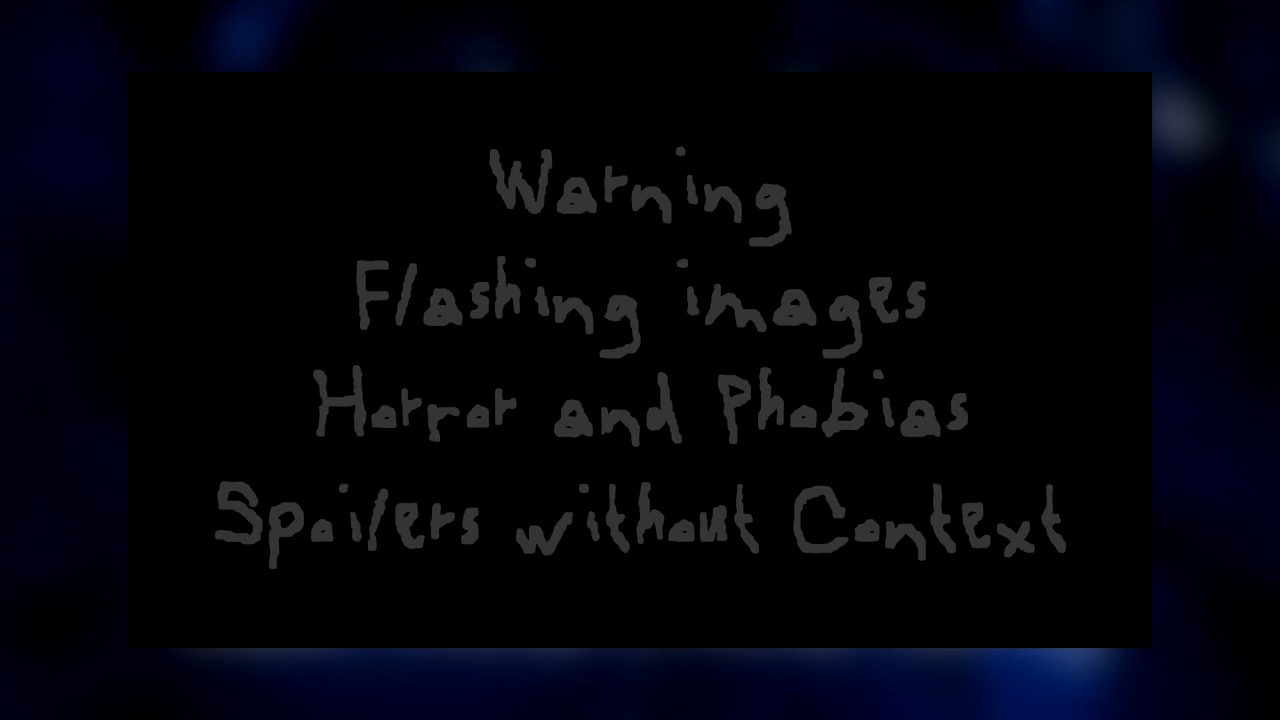 Warning
Flashing images
Horror and Phobias
Spoilers without Context